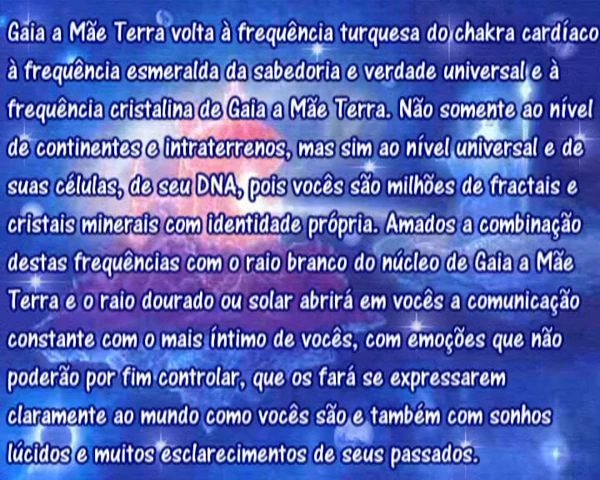 Gaia a Mãe Terra volta à frequência turquesa do chakra cardíaco
à frequência esmeralda da sabedoria e verdade universal e à
frequência cristalina de Gaia a Mãe Terra. Não somente ao nível
de continentes e intraterrenos, mas sim ao nível universal e de
suas células, de seu DNA, pois vocês são milhões de fractais e
cristais minerais com identidade própria. Amados a combinação
destas frequências com o raio branco do núcleo de Gaia a Mãe
Terra e o raio dourado ou solar abrirá em vocês a comunicação
constante com o mais íntimo de vocês, com emoções que não
poderão por fim controlar, que os fará se expressarem
claramente ao mundo como vocês são e também com sonhos
lúcidos e muitos esclarecimentos de seus passados.